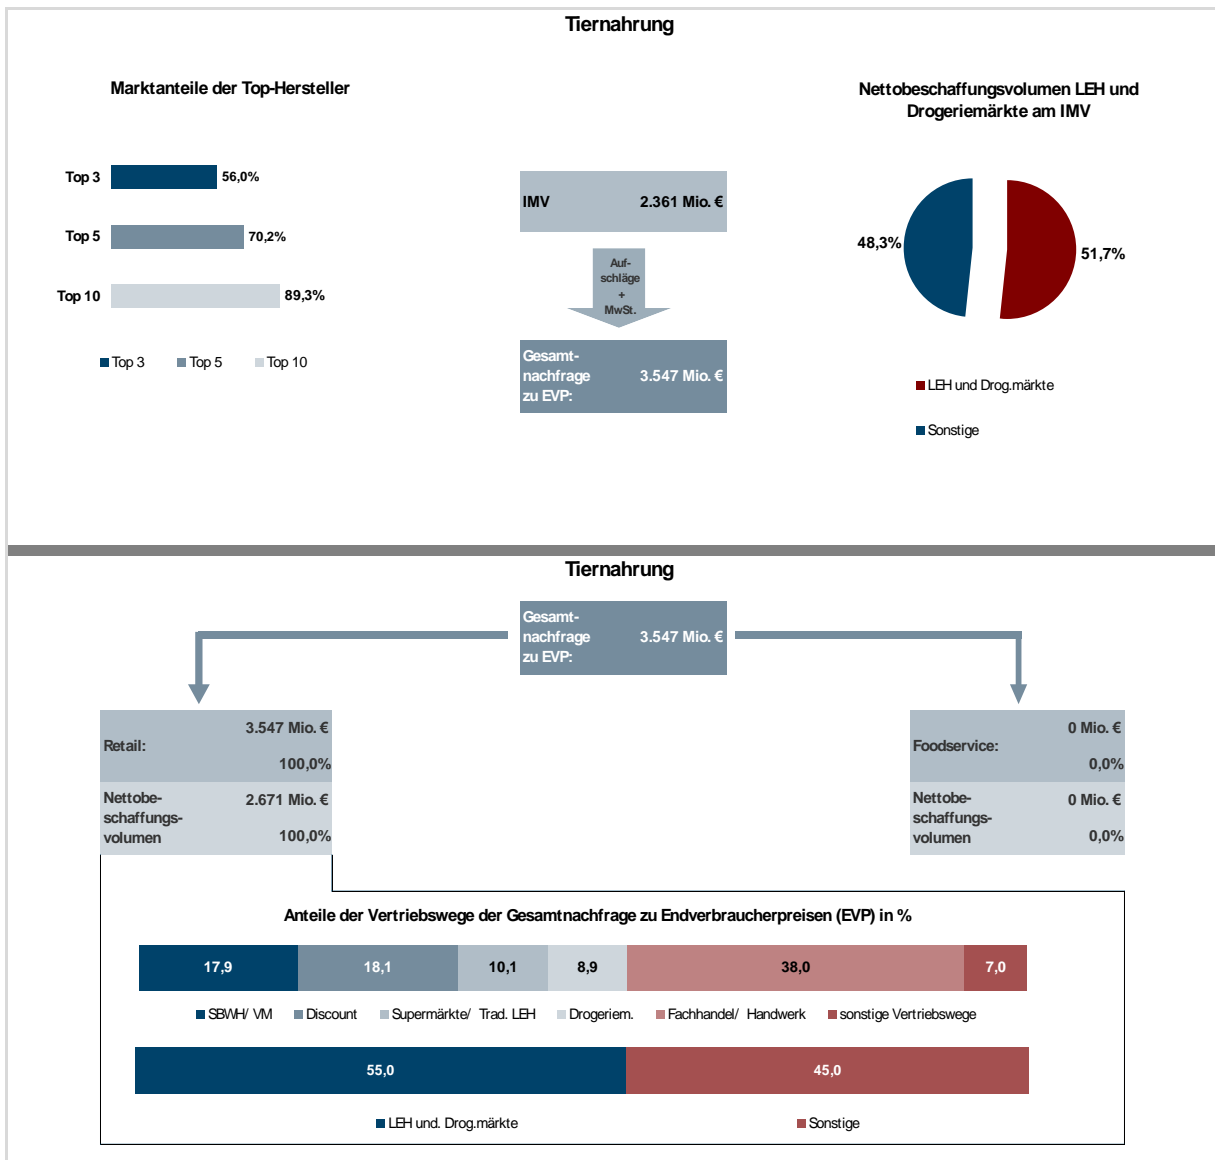 Tiernahrung
Marktanteile der Top-Hersteller
Top 3
56,0%
Top 5
70,2%
Top 10
89,3%
Top 3 Top 5 Top 10
IMV 2.361 Mio. €
Auf-
schläge
+
MwSt.
Gesamt-
nachfrage 3.547 Mio. €
zu EVP:
Nettobeschaffungsvolumen LEH und
Drogeriemärkte am IMV
48,3%
51,7%
LEH und Drog.märkte
Sonstige
Tiernahrung
Gesamt-
nachfrage 3.547 Mio. €
zu EVP:
3.547 Mio. €
Retail:
100,0%
Nettobe- 2.671 Mio. €
schaffungs-
volumen 100,0%
0 Mio. €
Foodservice:
0,0%
Nettobe- 0 Mio. €
schaffungs-
volumen 0,0%
Anteile der Vertriebswege der Gesamtnachfrage zu Endverbraucherpreisen (EVP) in %
17,9 18,1 10,1 8,9 38,0 7,0
SBWH/ VM Discount Supermärkte/ Trad. LEH Drogeriem. Fachhandel/ Handwerk sonstige Vertriebswege
55,0 45,0
LEH und. Drog.märkte Sonstige